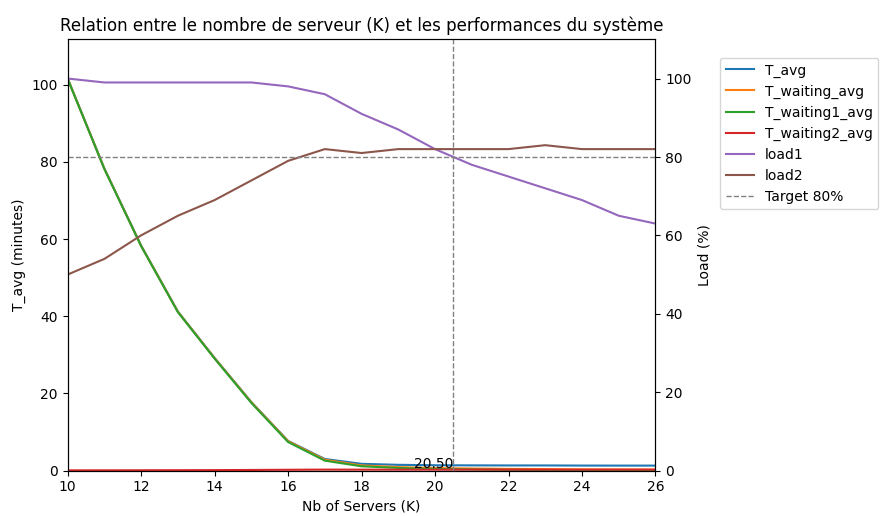 Relation entre le nombre de serveur (K) et les performances du système
T_avg (minutes)
100
80
60
40
20
0
10
12
14
16
18
20
22
24
26
Nb of Servers (K)
20.50
100
80
60
40
20
0
Load (%)
T_avg
T_waiting_avg
T_waiting1_avg
T_waiting2_avg
load1
load2
Target 80%